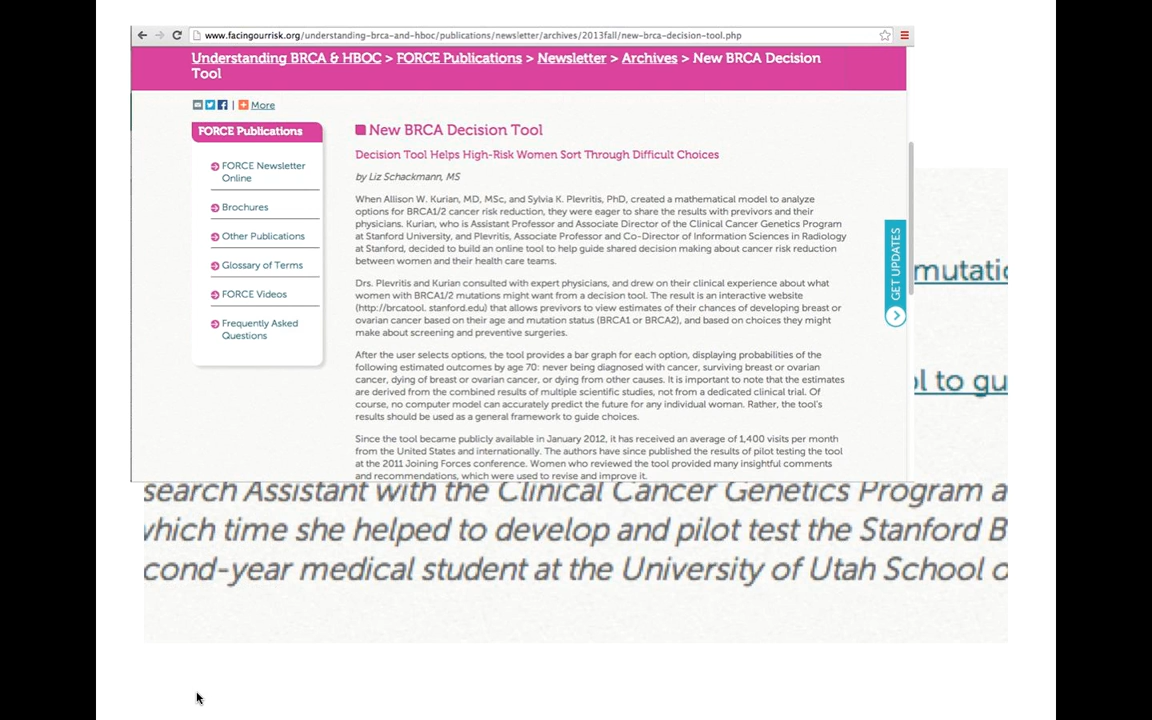 www.facingourrisk.org/understanding-brca-and-hboc/publications/newsletter/archives/2013fall/new-brca-decision-tool.php
Understanding BRCA & HBOC > FORCE Publications > Newsletter > Archives > New BRCA Decision
Tool
| More
FORCE Publications
FORCE Newsletter
Online
Brochures
Other Publications
Glossary of Terms
FORCE Videos
Frequently Asked
Questions
New BRCA Decision Tool
Decision Tool Helps High-Risk Women Sort Through Difficult Choices
by Liz Schackmann, MS
When Allison W. Kurian, MD, MSc, and Sylvia K. Plevritis, PhD, created a mathematical model to analyze
options for BRCA1/2 cancer risk reduction, they were eager to share the results with previvors and their
physicians. Kurian, who is Assistant Professor and Associate Director of the Clinical Cancer Genetics Program
at Stanford University, and Plevritis, Associate Professor and Co-Director of Information Sciences in Radiology
at Stanford, decided to build an online tool to help guide shared decision making about cancer risk reduction
between women and their health care teams.
Drs. Plevritis and Kurian consulted with expert physicians, and drew on their clinical experience about what
women with BRCA1/2 mutations might want from a decision tool. The result is an interactive website
(http://brcatool. stanford.edu) that allows previvors to view estimates of their chances of developing breast or
ovarian cancer based on their age and mutation status (BRCA1 or BRCA2), and based on choices they might
make about screening and preventive surgeries.
After the user selects options, the tool provides a bar graph for each option, displaying probabilities of the
following estimated outcomes by age 70: never being diagnosed with cancer, surviving breast or ovarian
cancer, dying of breast or ovarian cancer, or dying from other causes. It is important to note that the estimates
are derived from the combined results of multiple scientific studies, not from a dedicated clinical trial. Of
course, no computer model can accurately predict the future for any individual woman. Rather, the tool's
results should be used as a general framework to guide choices.
Since the tool became publicly available in January 2012, it has received an average of 1,400 visits per month
from the United States and internationally. The authors have since published the results of pilot testing the tool
at the 2011 Joining Forces conference. Women who reviewed the tool provided many insightful comments
and recommendations, which were used to revise and improve it.
GET UPDATES
mutatic
ol to gu
search Assistant with the Clinical Cancer Genetics Program a
which time she helped to develop and pilot test the Stanford B
cond-year medical student at the University of Utah School o